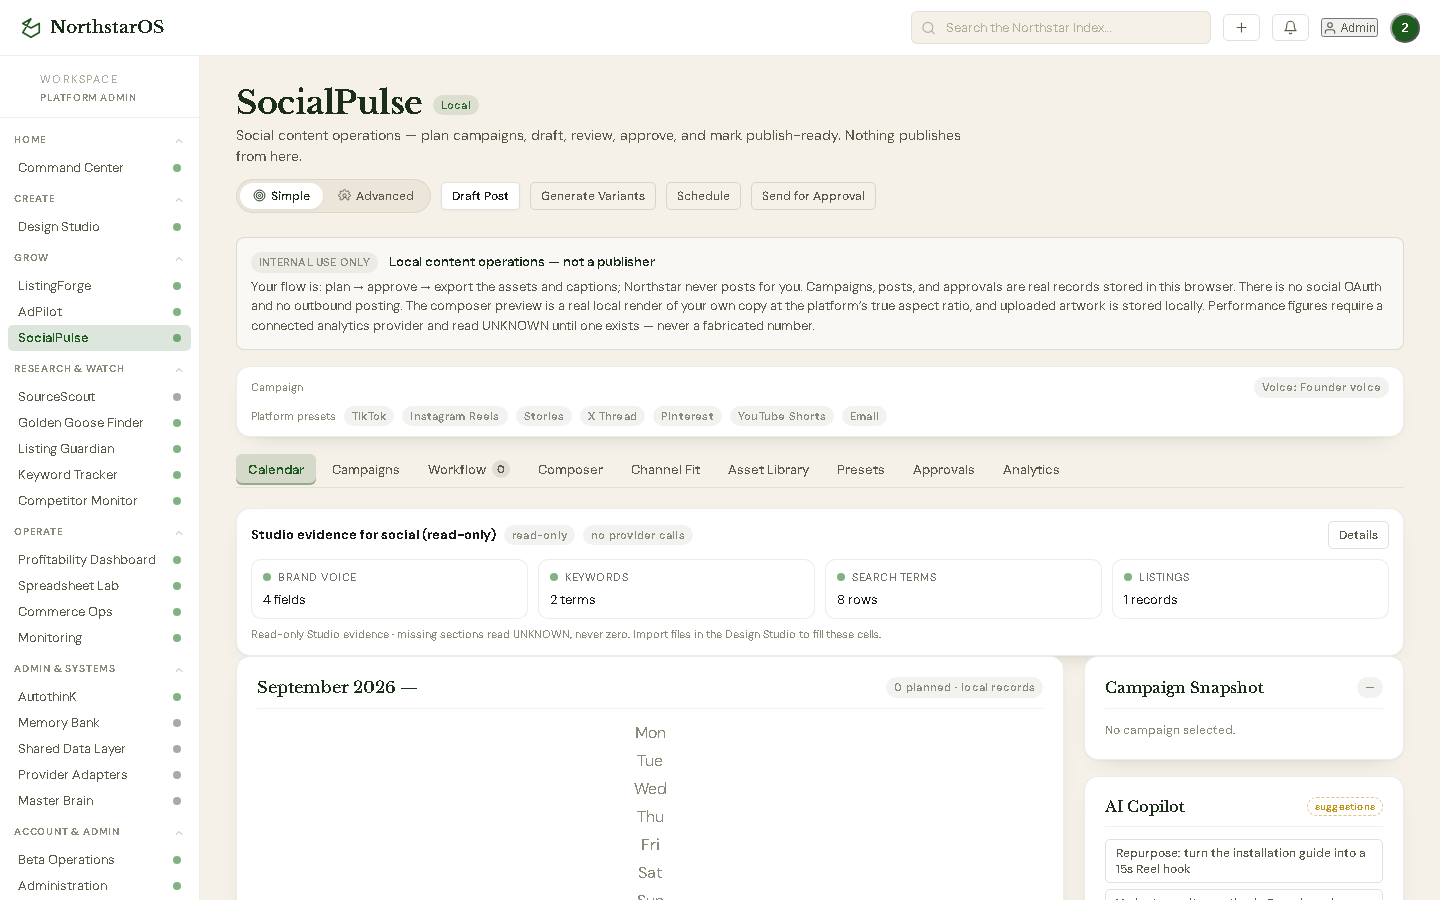 NorthstarOS
Search the Northstar Index...
Admin
2
WORKSPACE
PLATFORM ADMIN
HOME
Command Center
CREATE
Design Studio
GROW
ListingForge
AdPilot
SocialPulse
RESEARCH & WATCH
SourceScout
Golden Goose Finder
Listing Guardian
Keyword Tracker
Competitor Monitor
OPERATE
Profitability Dashboard
Spreadsheet Lab
Commerce Ops
Monitoring
ADMIN & SYSTEMS
AutothinK
Memory Bank
Shared Data Layer
Provider Adapters
Master Brain
ACCOUNT & ADMIN
Beta Operations
Administration
SocialPulse Local
Social content operations — plan campaigns, draft, review, approve, and mark publish-ready. Nothing publishes
from here.
Simple Advanced Draft Post Generate Variants Schedule Send for Approval
INTERNAL USE ONLY Local content operations — not a publisher
Your flow is: plan → approve → export the assets and captions; Northstar never posts for you. Campaigns, posts, and approvals are real records stored in this browser. There is no social OAuth
and no outbound posting. The composer preview is a real local render of your own copy at the platform's true aspect ratio, and uploaded artwork is stored locally. Performance figures require a
connected analytics provider and read UNKNOWN until one exists — never a fabricated number.
Campaign Voice: Founder voice
Platform presets TikTok Instagram Reels Stories X Thread Pinterest YouTube Shorts Email
Calendar Campaigns Workflow 0 Composer Channel Fit Asset Library Presets Approvals Analytics
Studio evidence for social (read-only) read-only no provider calls Details
BRAND VOICE
4 fields
KEYWORDS
2 terms
SEARCH TERMS
8 rows
LISTINGS
1 records
Read-only Studio evidence · missing sections read UNKNOWN, never zero. Import files in the Design Studio to fill these cells.
September 2026 — 0 planned · local records
Mon
Tue
Wed
Thu
Fri
Sat
Sun
Campaign Snapshot —
No campaign selected.
AI Copilot suggestions
Repurpose: turn the installation guide into a
15s Reel hook